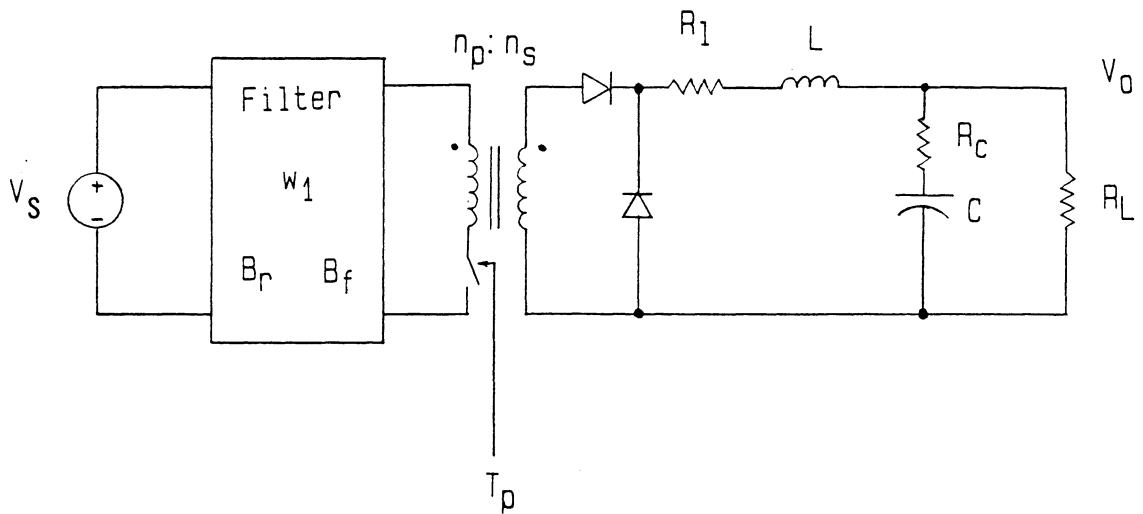 n_p : n_s
R_l
L
V_o
Filter
w_1
B_r B_f
V_s
+
−
R_c
C
R_L
T_p